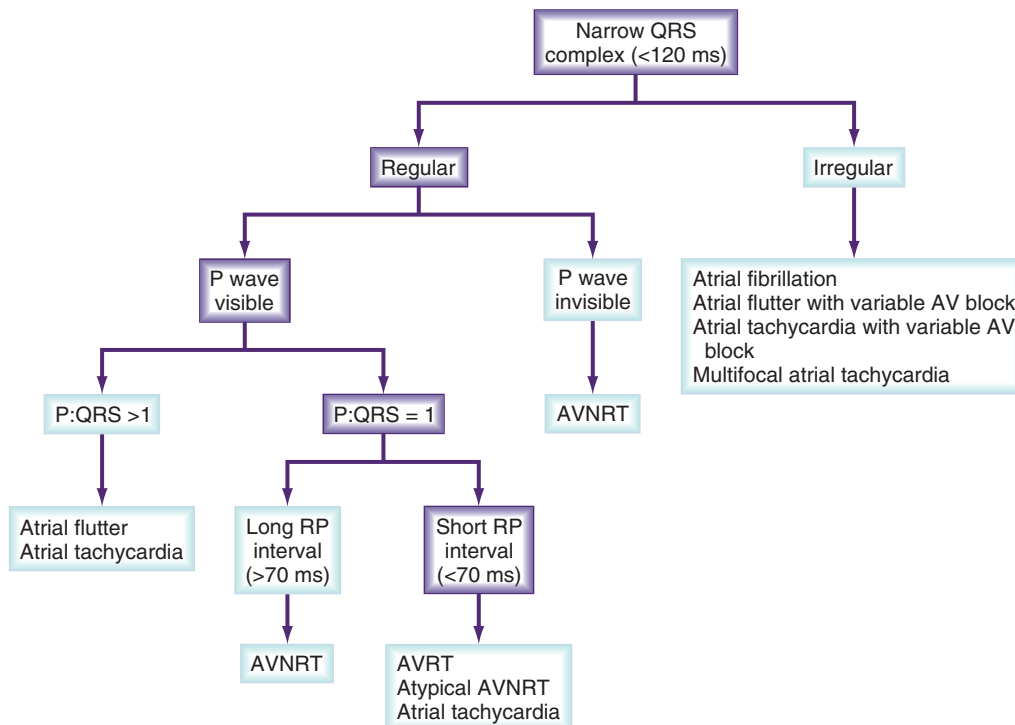 Narrow QRS
complex (<120 ms)
Regular
Irregular
P wave
visible
P wave
invisible
Atrial fibrillation
Atrial flutter with variable AV block
Atrial tachycardia with variable AV
block
Multifocal atrial tachycardia
P:QRS >1
P:QRS = 1
AVNRT
Atrial flutter
Atrial tachycardia
Long RP
interval
(>70 ms)
Short RP
interval
(<70 ms)
AVNRT
AVRT
Atypical AVNRT
Atrial tachycardia